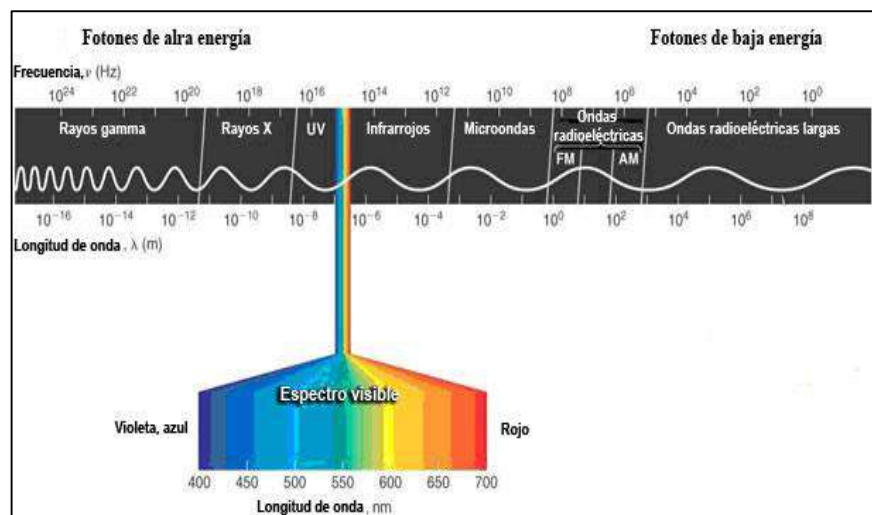 Fotones de alra energía Fotones de baja energía
Frecuencia, ν (Hz)
10²⁴ 10²² 10²⁰ 10¹⁸ 10¹⁶ 10¹⁴ 10¹² 10¹⁰ 10⁸ 10⁶ 10⁴ 10² 10⁰
Rayos gamma Rayos X UV Infrarrojos Microondas Ondas radioeléctricas Ondas radioeléctricas largas
FM AM
10⁻¹⁶ 10⁻¹⁴ 10⁻¹² 10⁻¹⁰ 10⁻⁸ 10⁻⁶ 10⁻⁴ 10⁻² 10⁰ 10² 10⁴ 10⁶ 10⁸
Longitud de onda , λ (m)
Espectro visible
Violeta, azul Rojo
400 450 500 550 600 650 700
Longitud de onda , nm